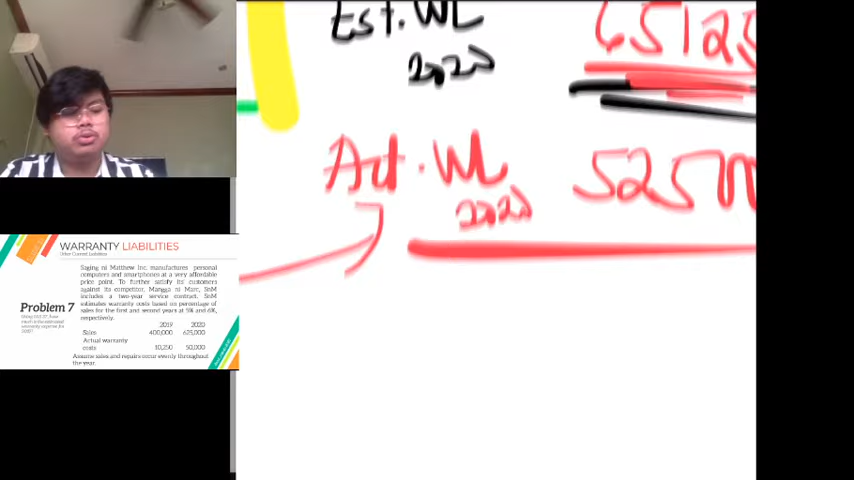 Est. WL
2020
65125
Act. WL
2020
WARRANTY LIABILITIES
Other Current Liabilities
Saging ni Matthew Inc. manufactures personal
computers and smartphones at a very affordable
price point. To further satisfy its customers
against its competitor, Mangga ni Marc, SnM
includes a two-year service contract. SnM
estimates warranty costs based on percentage of
sales for the first and second years at 5% and 6%,
respectively.
Problem 7
2019 2020
Sales 400,000 625,000
Actual warranty
costs 10,250 50,000
Assume sales and repairs occur evenly throughout
the year.